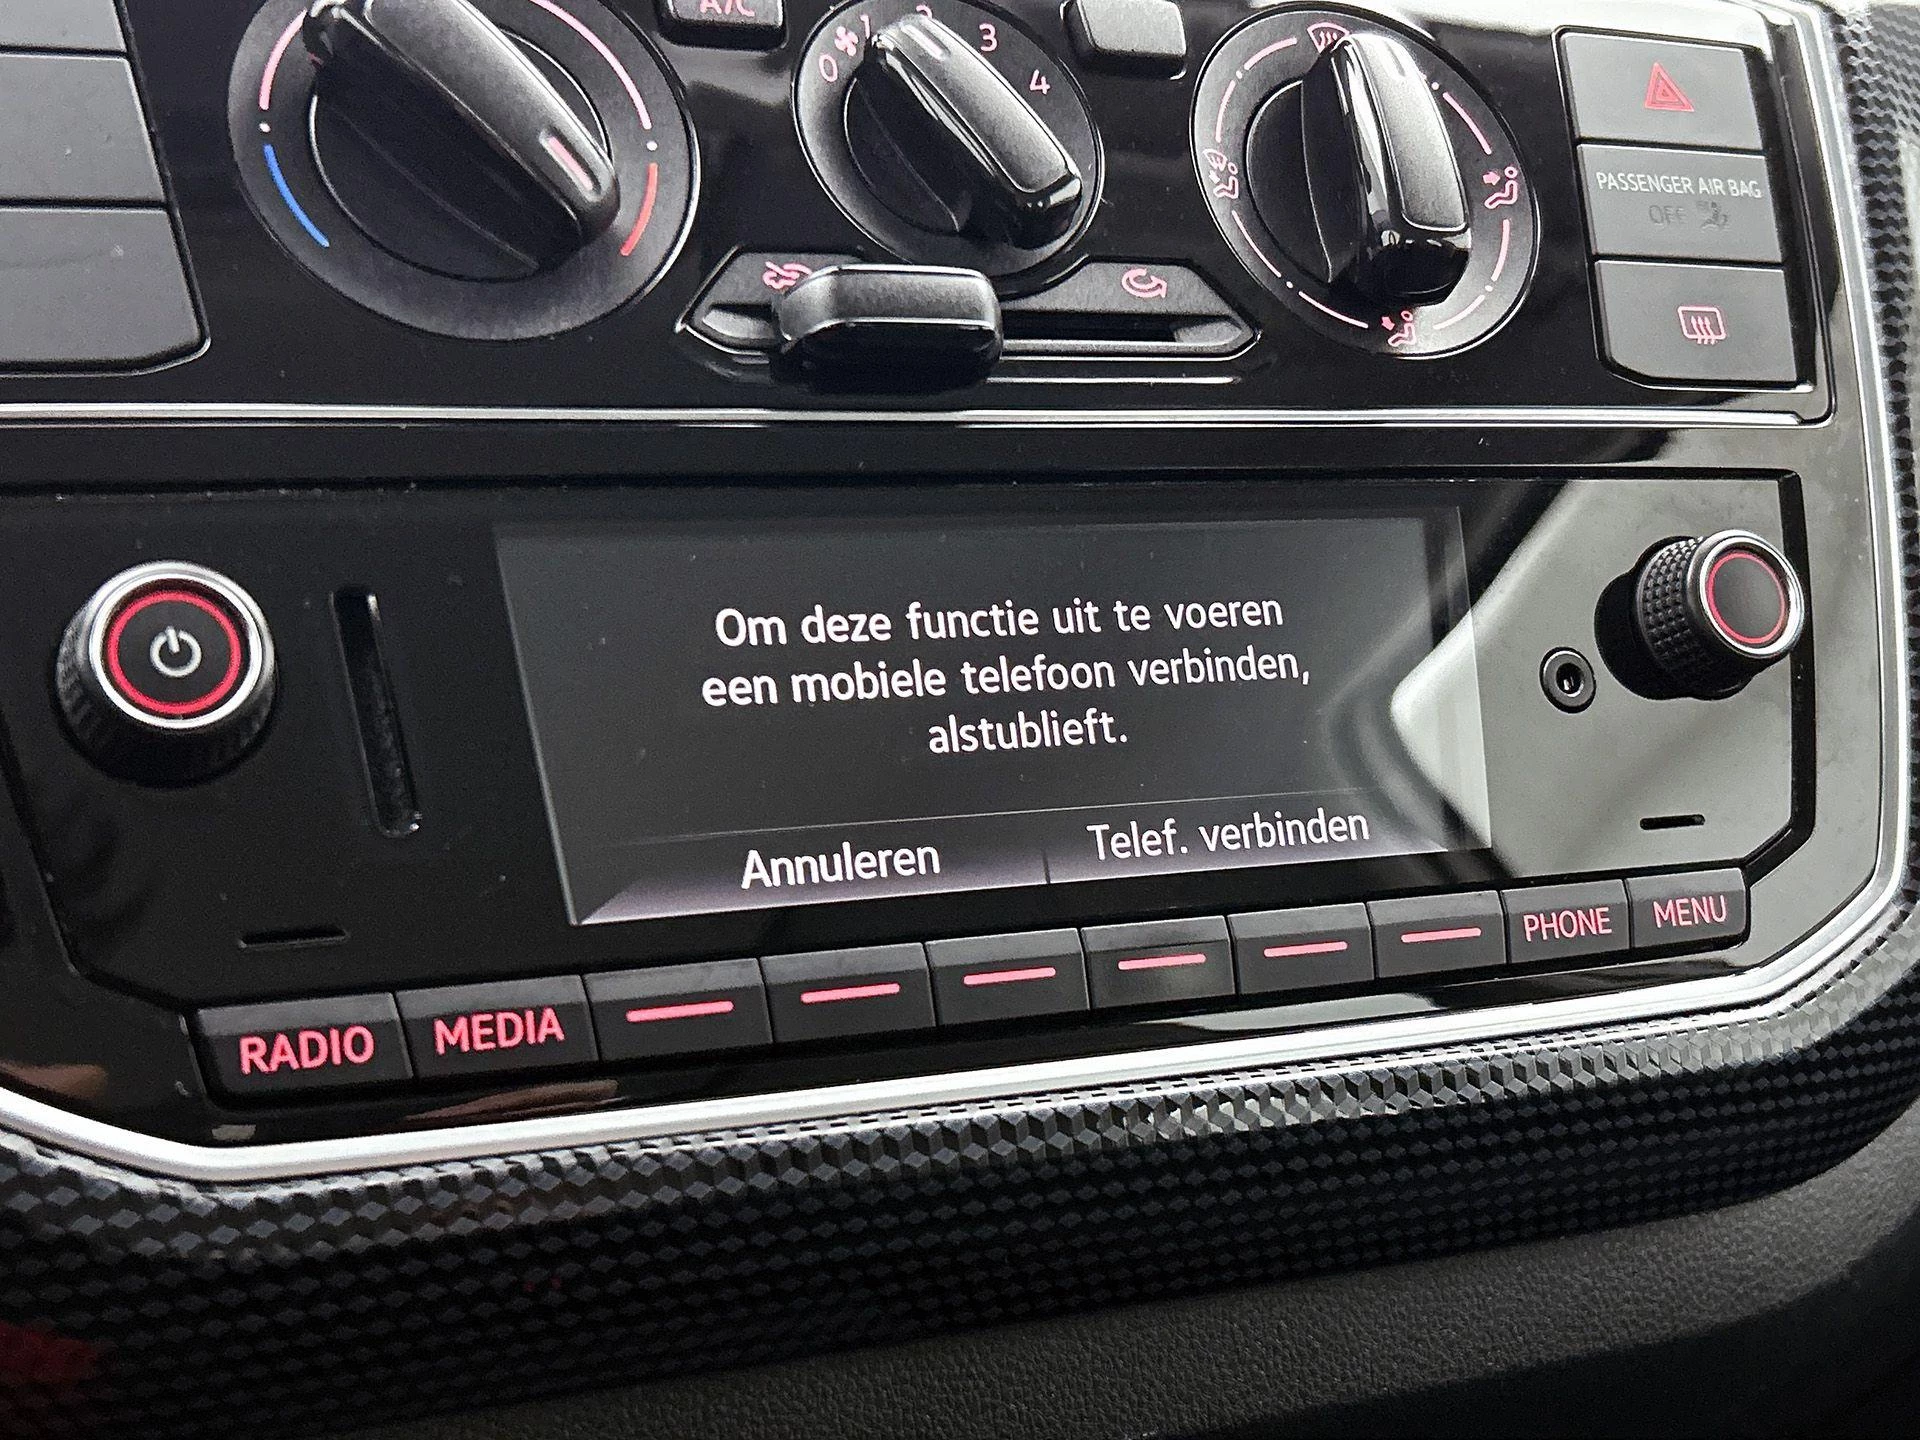 A/C
0 1 2 3 4
PASSENGER AIR BAG
OFF
Om deze functie uit te voeren
een mobiele telefoon verbinden,
alstublieft.
Annuleren Telef. verbinden
RADIO MEDIA PHONE MENU